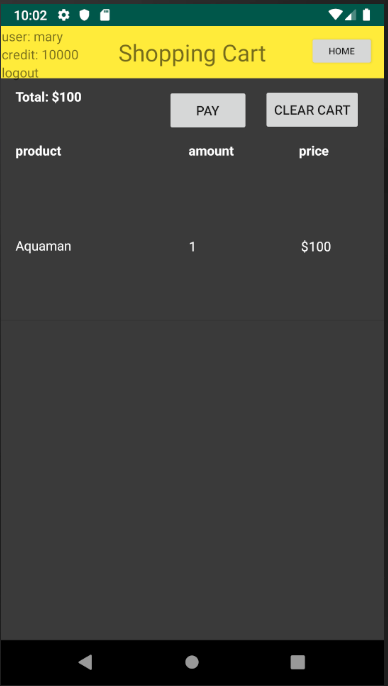 10:02
user: mary
credit: 10000
logout
Shopping Cart
HOME
Total: $100
PAY
CLEAR CART
product amount price
Aquaman 1 $100